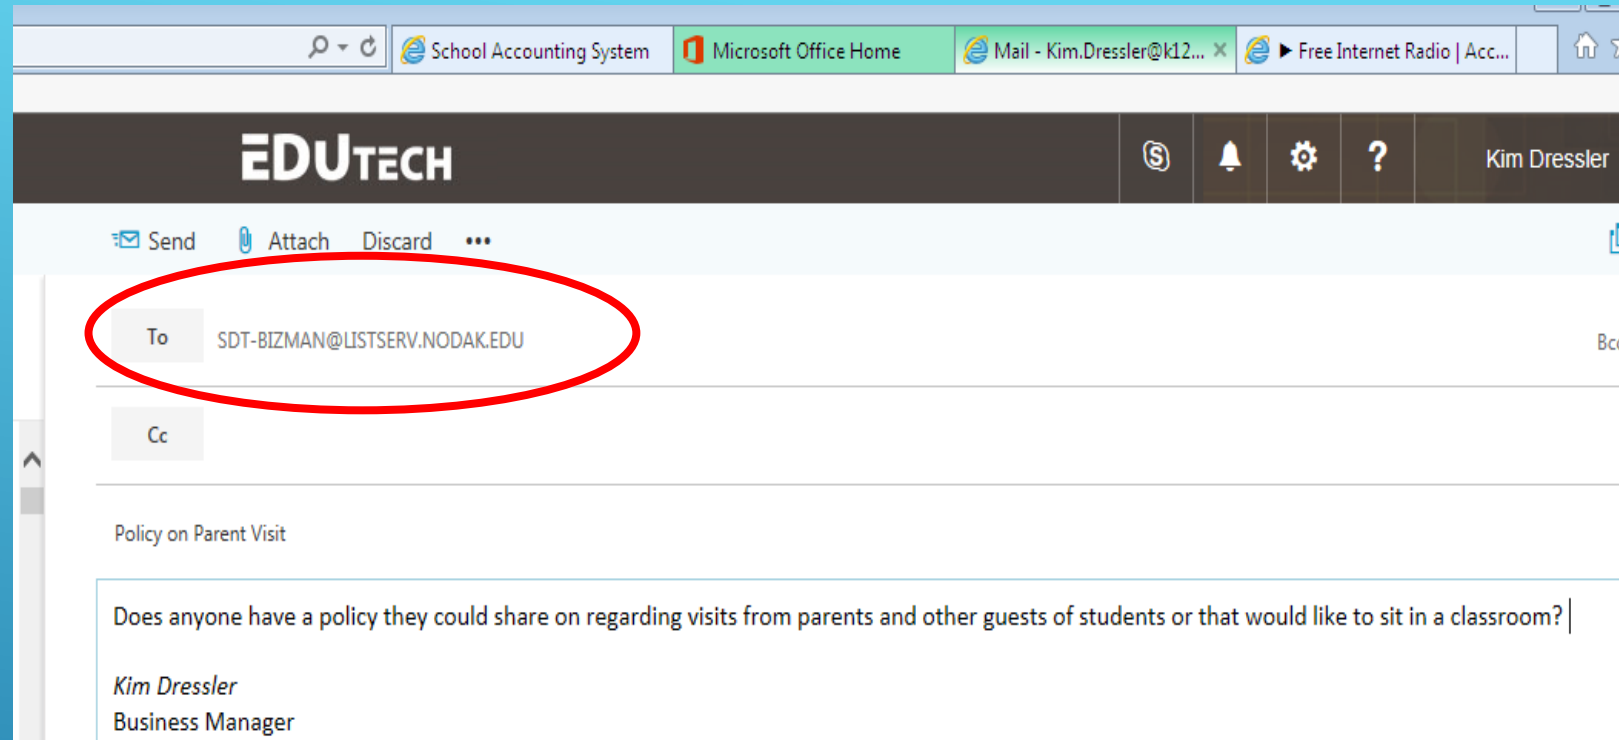 School Accounting System
Microsoft Office Home
Mail - Kim.Dressler@k12...
Free Internet Radio | Acc...
EDUTECH
? Kim Dressler
Send Attach Discard •••
To SDT-BIZMAN@LISTSERV.NODAK.EDU
Bcc
Cc
Policy on Parent Visit
Does anyone have a policy they could share on regarding visits from parents and other guests of students or that would like to sit in a classroom?
Kim Dressler
Business Manager